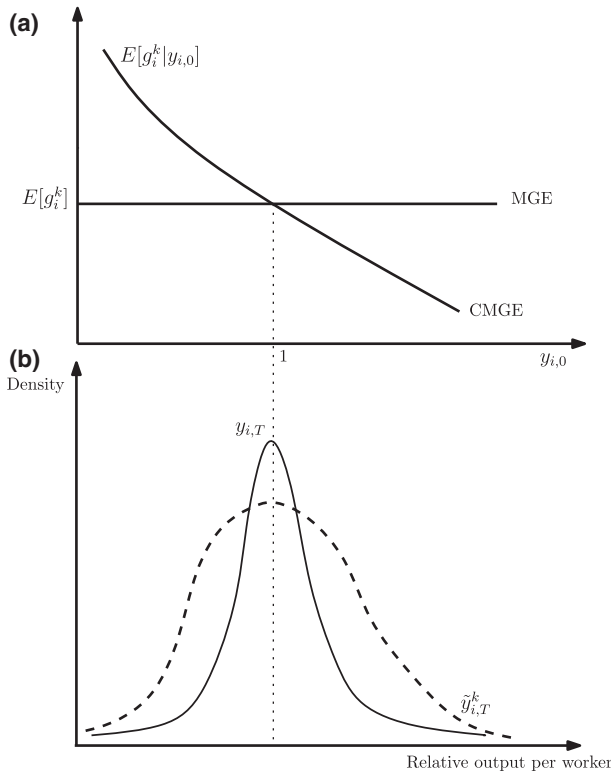 (a)
E[g_i^k|y_{i,0}]
E[g_i^k]
MGE
CMGE
1
y_{i,0}
(b)
Density
y_{i,T}
ỹ_{i,T}^k
Relative output per worker